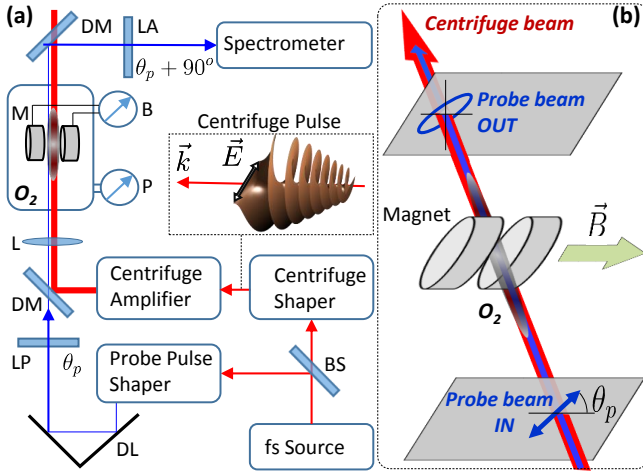 (a)
DM
LA
Spectrometer
θp + 90°
M
B
O2
P
Centrifuge Pulse
k⃗
E⃗
L
DM
Centrifuge
Amplifier
Centrifuge
Shaper
LP
θp
Probe Pulse
Shaper
BS
DL
fs Source
(b)
Centrifuge beam
Probe beam
OUT
Magnet
B⃗
O2
Probe beam
IN
θp